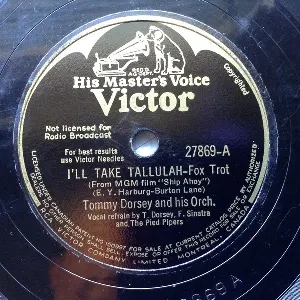 His Master's Voice
Victor
copyrighted
Not licensed for
Radio Broadcast
For best results
use Victor Needles
27869-A
I'LL TAKE TALLULAH-Fox Trot
(From MGM film "Ship Ahoy")
(E. Y. Harburg-Burton Lane)
Tommy Dorsey and his Orch.
Vocal refrain by T. Dorsey, F. Sinatra
and The Pied Pipers
RCA VICTOR COMPANY LIMITED MONTREAL, CANADA